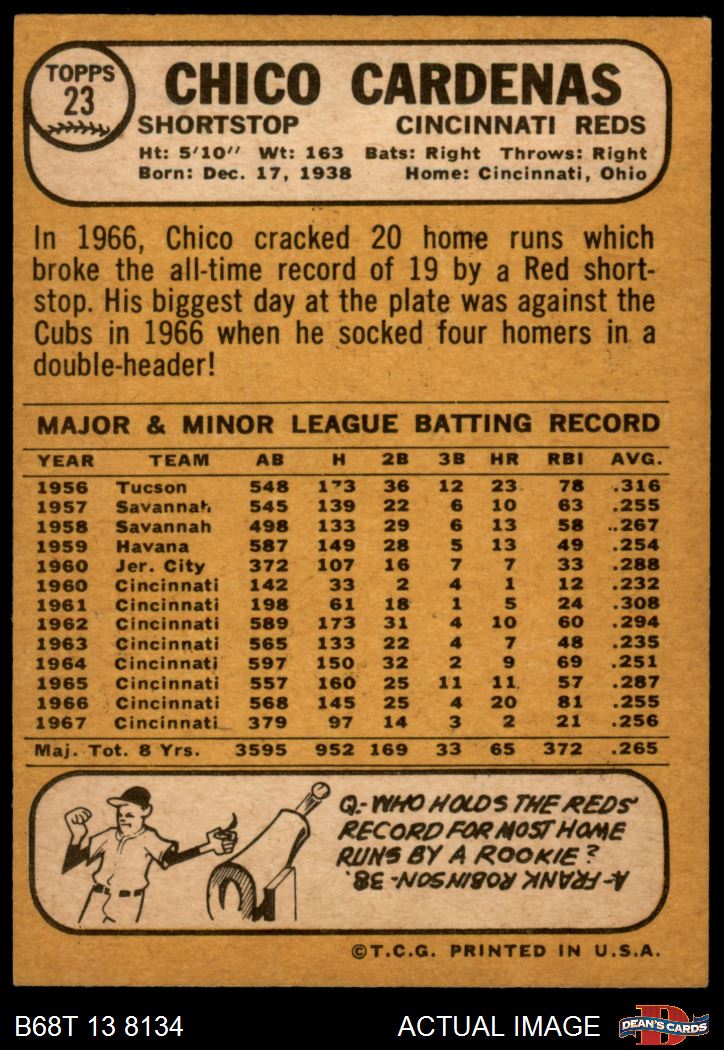 TOPPS
23
CHICO CARDENAS
SHORTSTOP CINCINNATI REDS
Ht: 5'10" Wt: 163 Bats: Right Throws: Right
Born: Dec. 17, 1938 Home: Cincinnati, Ohio
In 1966, Chico cracked 20 home runs which
broke the all-time record of 19 by a Red short-
stop. His biggest day at the plate was against the
Cubs in 1966 when he socked four homers in a
double-header!
MAJOR & MINOR LEAGUE BATTING RECORD
YEAR TEAM AB H 2B 3B HR RBI AVG.
1956 Tucson 548 173 36 12 23 78 .316
1957 Savannah 545 139 22 6 10 63 .255
1958 Savannah 498 133 29 6 13 58 .267
1959 Havana 587 149 28 5 13 49 .254
1960 Jer. City 372 107 16 7 7 33 .288
1960 Cincinnati 142 33 2 4 1 12 .232
1961 Cincinnati 198 61 18 1 5 24 .308
1962 Cincinnati 589 173 31 4 10 60 .294
1963 Cincinnati 565 133 22 4 7 48 .235
1964 Cincinnati 597 150 32 2 9 69 .251
1965 Cincinnati 557 160 25 11 11 57 .287
1966 Cincinnati 568 145 25 4 20 81 .255
1967 Cincinnati 379 97 14 3 2 21 .256
Maj. Tot. 8 Yrs. 3595 952 169 33 65 372 .265
Q.- WHO HOLDS THE REDS'
RECORD FOR MOST HOME
RUNS BY A ROOKIE?
A-FRANK ROBINSON- 38.
©T.C.G. PRINTED IN U.S.A.
B68T 13 8134 ACTUAL IMAGE
D
DEAN'S CARDS